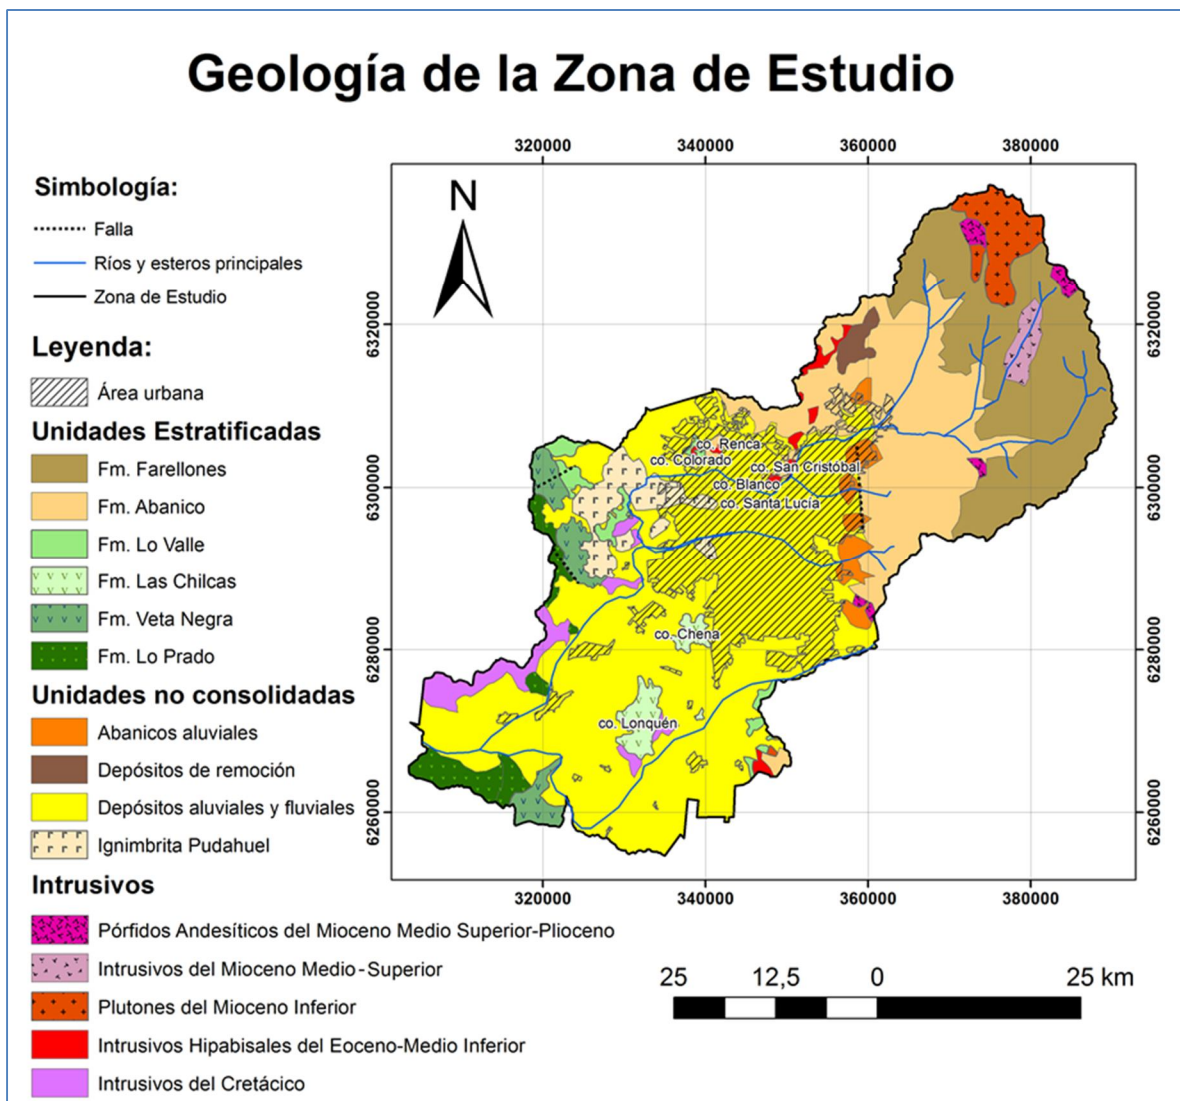 Geología de la Zona de Estudio
Simbología:
Falla
Ríos y esteros principales
Zona de Estudio
Leyenda:
Área urbana
Unidades Estratificadas
Fm. Farellones
Fm. Abanico
Fm. Lo Valle
Fm. Las Chilcas
Fm. Veta Negra
Fm. Lo Prado
Unidades no consolidadas
Abanicos aluviales
Depósitos de remoción
Depósitos aluviales y fluviales
Ignimbrita Pudahuel
Intrusivos
Pórfidos Andesíticos del Mioceno Medio Superior-Plioceno
Intrusivos del Mioceno Medio-Superior
Plutones del Mioceno Inferior
Intrusivos Hipabisales del Eoceno-Medio Inferior
Intrusivos del Cretácico
320000 340000 360000 380000
N
6320000 6320000
6300000 6300000
6280000 6280000
6260000 6260000
co. Renca
co. Colorado
co. San Cristóbal
co. Blanco
co. Santa Lucía
co. Chena
co. Lonquén
320000 340000 360000 380000
25 12,5 0 25 km